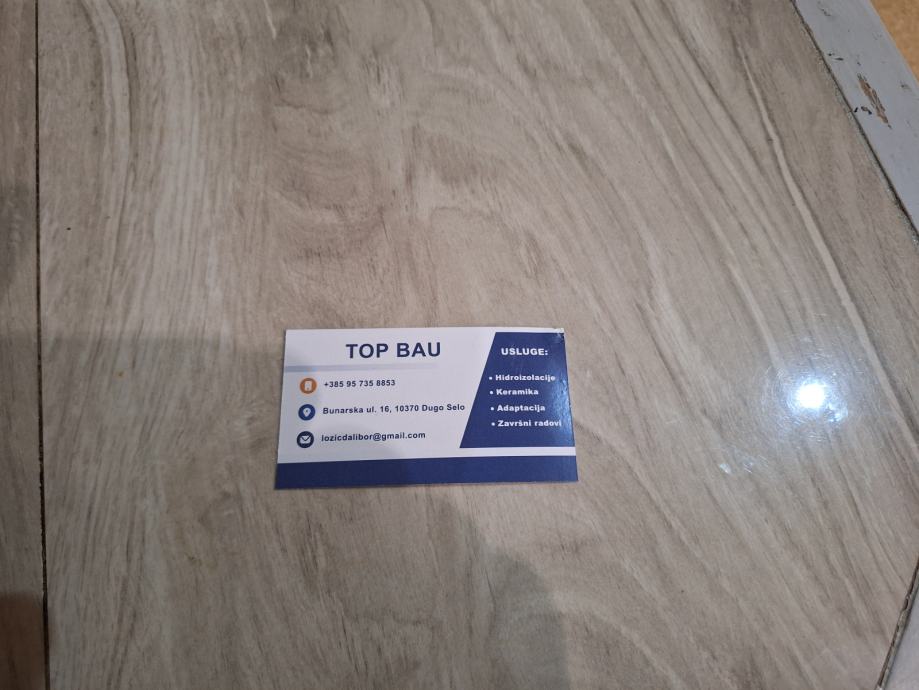 TOP BAU
+385 95 735 8853
Bunarska ul. 16, 10370 Dugo Selo
lozicdalibor@gmail.com
USLUGE:
• Hidroizolacije
• Keramika
• Adaptacija
• Završni radovi